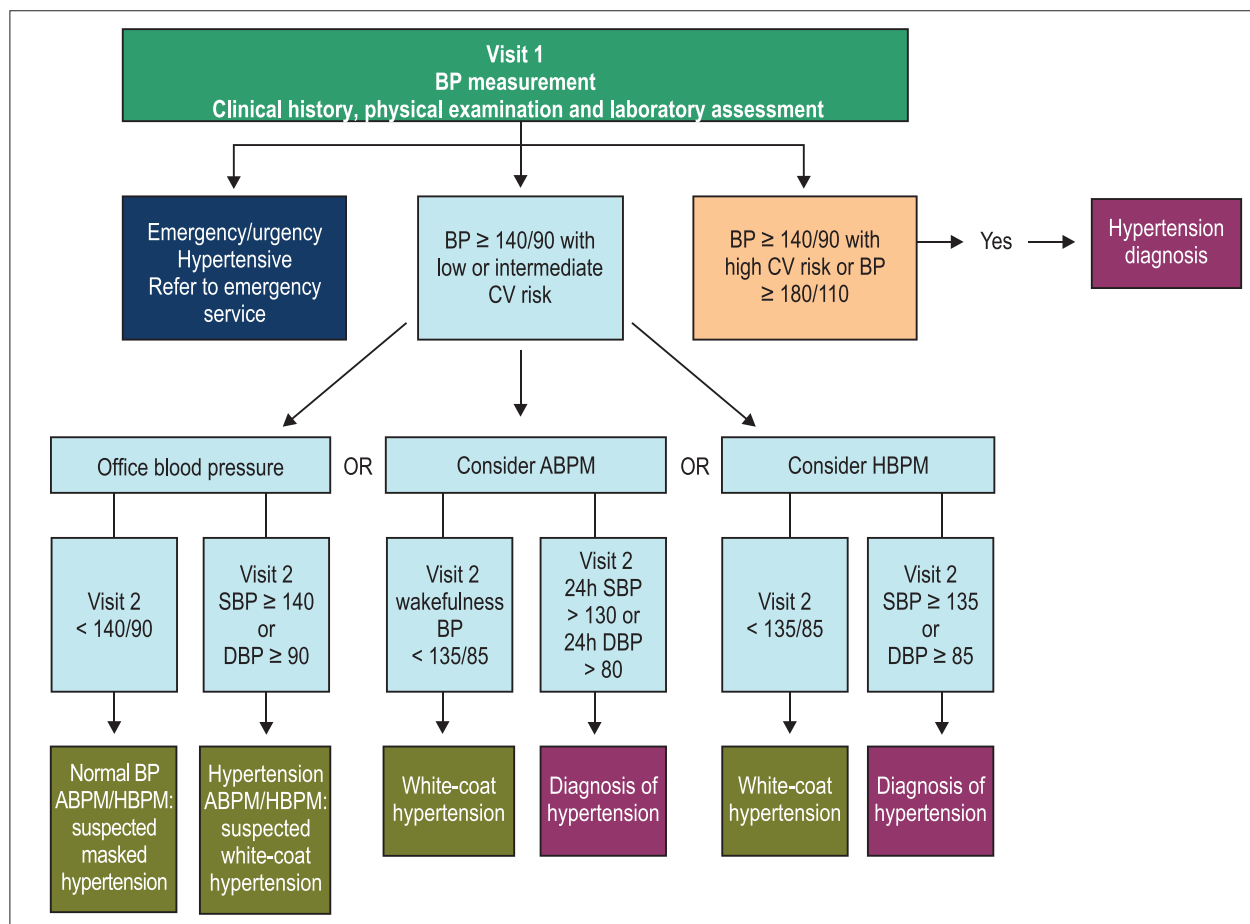 Visit 1
BP measurement
Clinical history, physical examination and laboratory assessment
Emergency/urgency
Hypertensive
Refer to emergency
service
BP ≥ 140/90 with
low or intermediate
CV risk
BP ≥ 140/90 with
high CV risk or BP
≥ 180/110
Yes
Hypertension
diagnosis
Office blood pressure
OR
Consider ABPM
OR
Consider HBPM
Visit 2
< 140/90
Visit 2
SBP ≥ 140
or
DBP ≥ 90
Visit 2
wakefulness
BP
< 135/85
Visit 2
24h SBP
> 130 or
24h DBP
> 80
Visit 2
< 135/85
Visit 2
SBP ≥ 135
or
DBP ≥ 85
Normal BP
ABPM/HBPM:
suspected
masked
hypertension
Hypertension
ABPM/HBPM:
suspected
white-coat
hypertension
White-coat
hypertension
Diagnosis of
hypertension
White-coat
hypertension
Diagnosis of
hypertension